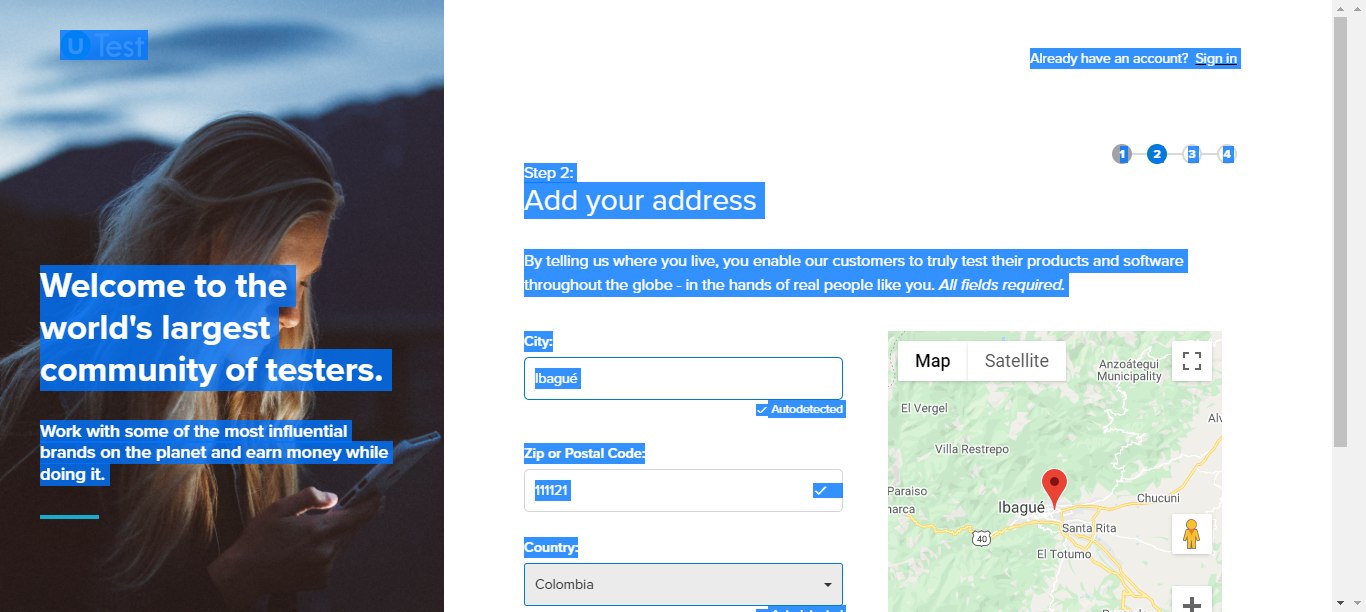 uTest
Already have an account? Sign in
1 2 3 4
Step 2:
Add your address
Welcome to the
world's largest
community of testers.
Work with some of the most influential
brands on the planet and earn money while
doing it.
By telling us where you live, you enable our customers to truly test their products and software
throughout the globe - in the hands of real people like you. All fields required.
City:
Ibagué
Autodetected
Zip or Postal Code:
111121
Country:
Colombia
Map Satellite
Anzoátegui
Municipality
El Vergel
Villa Restrepo
Paraiso
Chucuni
Ibagué
Santa Rita
40
El Totumo